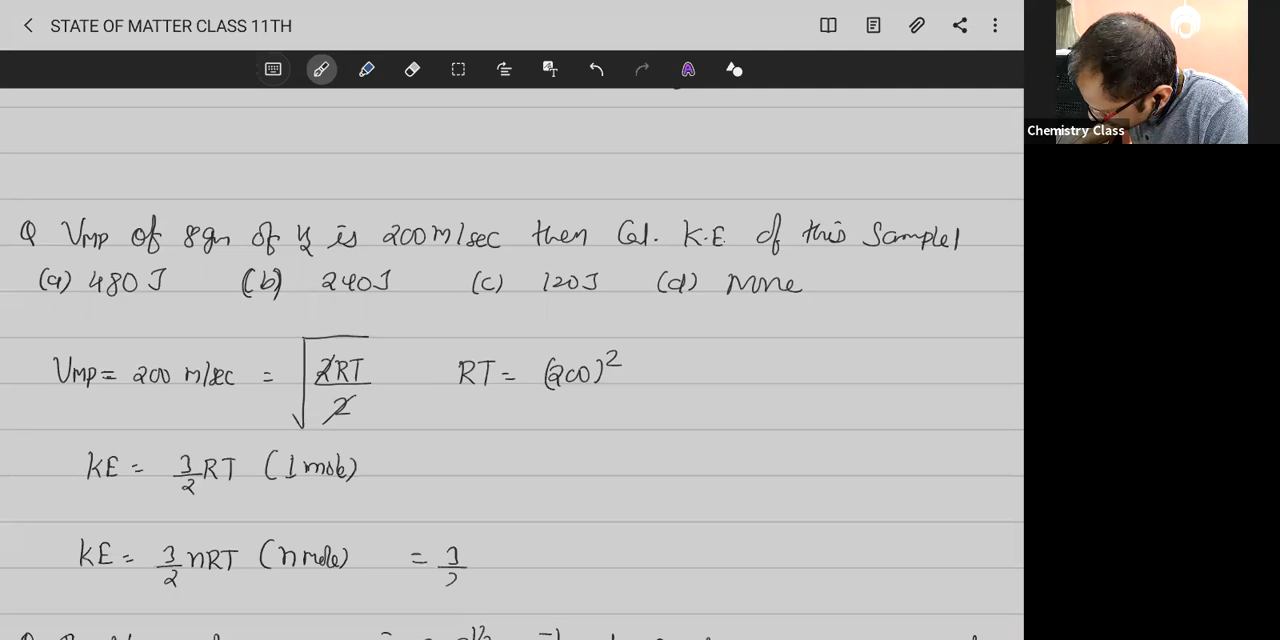 STATE OF MATTER CLASS 11TH
Chemistry Class
Q VMP of 8gm of H2 is 200 m/sec then Cal. K.E. of this Sample
(a) 480 J (b) 240J (c) 120J (d) None
VMP = 200 m/sec = √2RT/2 RT = (200)²
KE = 3/2 RT (1 mole)
KE = 3/2 nRT (n mole) = 3/2